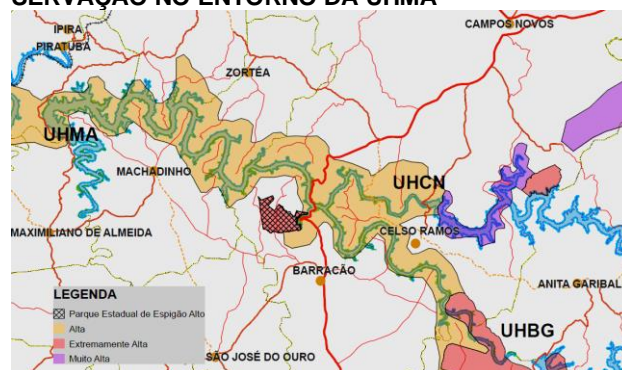 SERVAÇÃO NO ENTORNO DA UHMA
CAMPOS NOVOS
IPIRA
PIRATUBA
ZORTÉA
UHMA
MACHADINHO
UHCN
MAXIMILIANO DE ALMEIDA
CELSO RAMOS
BARRACÃO
ANITA GARIBAL
LEGENDA
Parque Estadual de Espigão Alto
Alta
Extremamente Alta
Muito Alta
UHBG
SÃO JOSÉ DO OURO